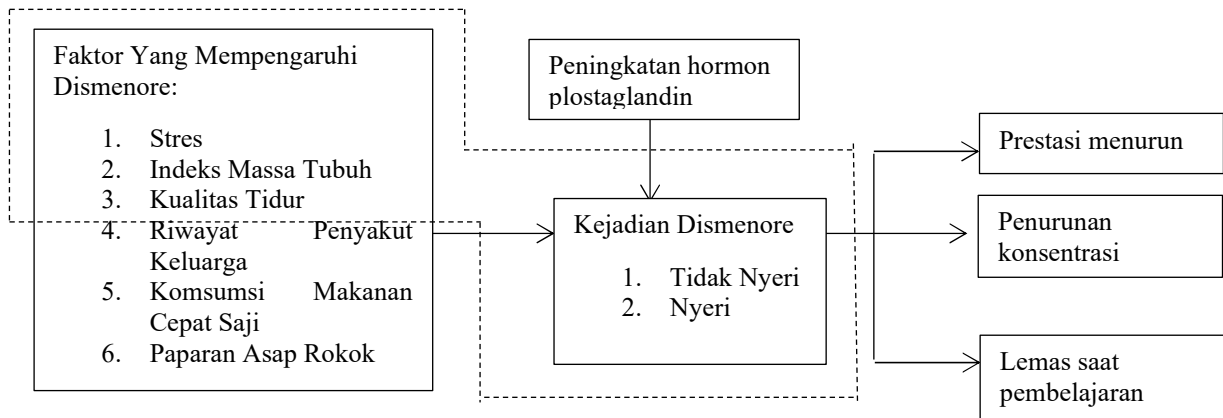 Faktor Yang Mempengaruhi
Dismenore:
1. Stres
2. Indeks Massa Tubuh
3. Kualitas Tidur
4. Riwayat Penyakut
Keluarga
5. Komsumsi Makanan
Cepat Saji
6. Paparan Asap Rokok
Peningkatan hormon
plostaglandin
Kejadian Dismenore
1. Tidak Nyeri
2. Nyeri
Prestasi menurun
Penurunan
konsentrasi
Lemas saat
pembelajaran